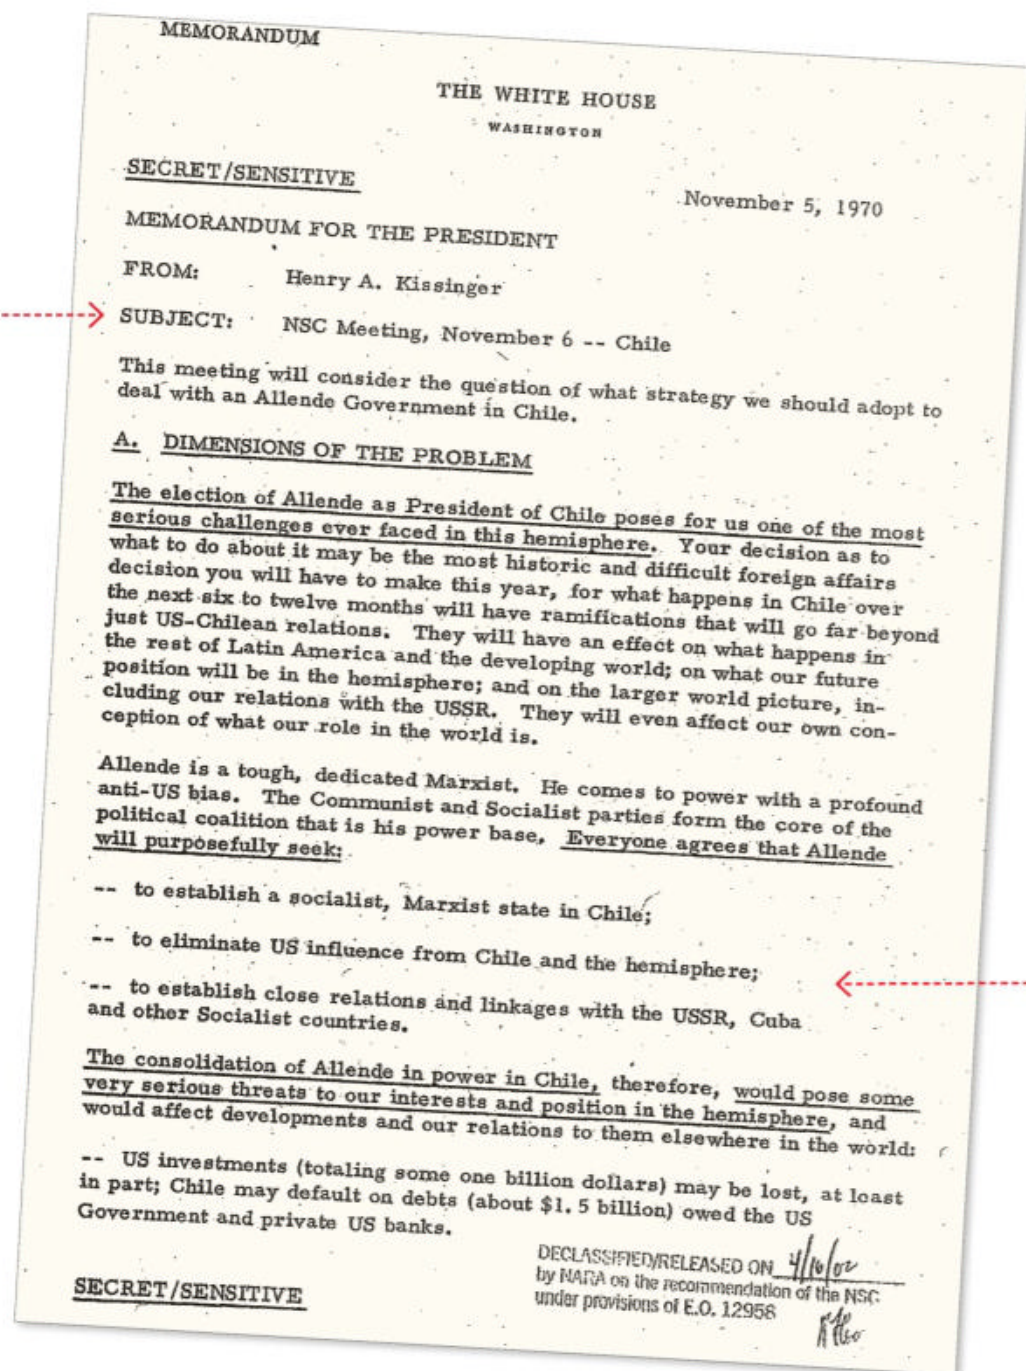 MEMORANDUM
THE WHITE HOUSE
WASHINGTON
SECRET/SENSITIVE
November 5, 1970
MEMORANDUM FOR THE PRESIDENT
FROM: Henry A. Kissinger
SUBJECT: NSC Meeting, November 6 -- Chile
This meeting will consider the question of what strategy we should adopt to
deal with an Allende Government in Chile.
A. DIMENSIONS OF THE PROBLEM
The election of Allende as President of Chile poses for us one of the most
serious challenges ever faced in this hemisphere. Your decision as to
what to do about it may be the most historic and difficult foreign affairs
decision you will have to make this year, for what happens in Chile over
the next six to twelve months will have ramifications that will go far beyond
just US-Chilean relations. They will have an effect on what happens in
the rest of Latin America and the developing world; on what our future
position will be in the hemisphere; and on the larger world picture, in-
cluding our relations with the USSR. They will even affect our own con-
ception of what our role in the world is.
Allende is a tough, dedicated Marxist. He comes to power with a profound
anti-US bias. The Communist and Socialist parties form the core of the
political coalition that is his power base. Everyone agrees that Allende
will purposefully seek:
-- to establish a socialist, Marxist state in Chile;
-- to eliminate US influence from Chile and the hemisphere;
-- to establish close relations and linkages with the USSR, Cuba
and other Socialist countries.
The consolidation of Allende in power in Chile, therefore, would pose some
very serious threats to our interests and position in the hemisphere, and
would affect developments and our relations to them elsewhere in the world:
-- US investments (totaling some one billion dollars) may be lost, at least
in part; Chile may default on debts (about $1.5 billion) owed the US
Government and private US banks.
DECLASSIFIED/RELEASED ON 4/16/02
by NARA on the recommendation of the NSC
under provisions of E.O. 12958
SECRET/SENSITIVE